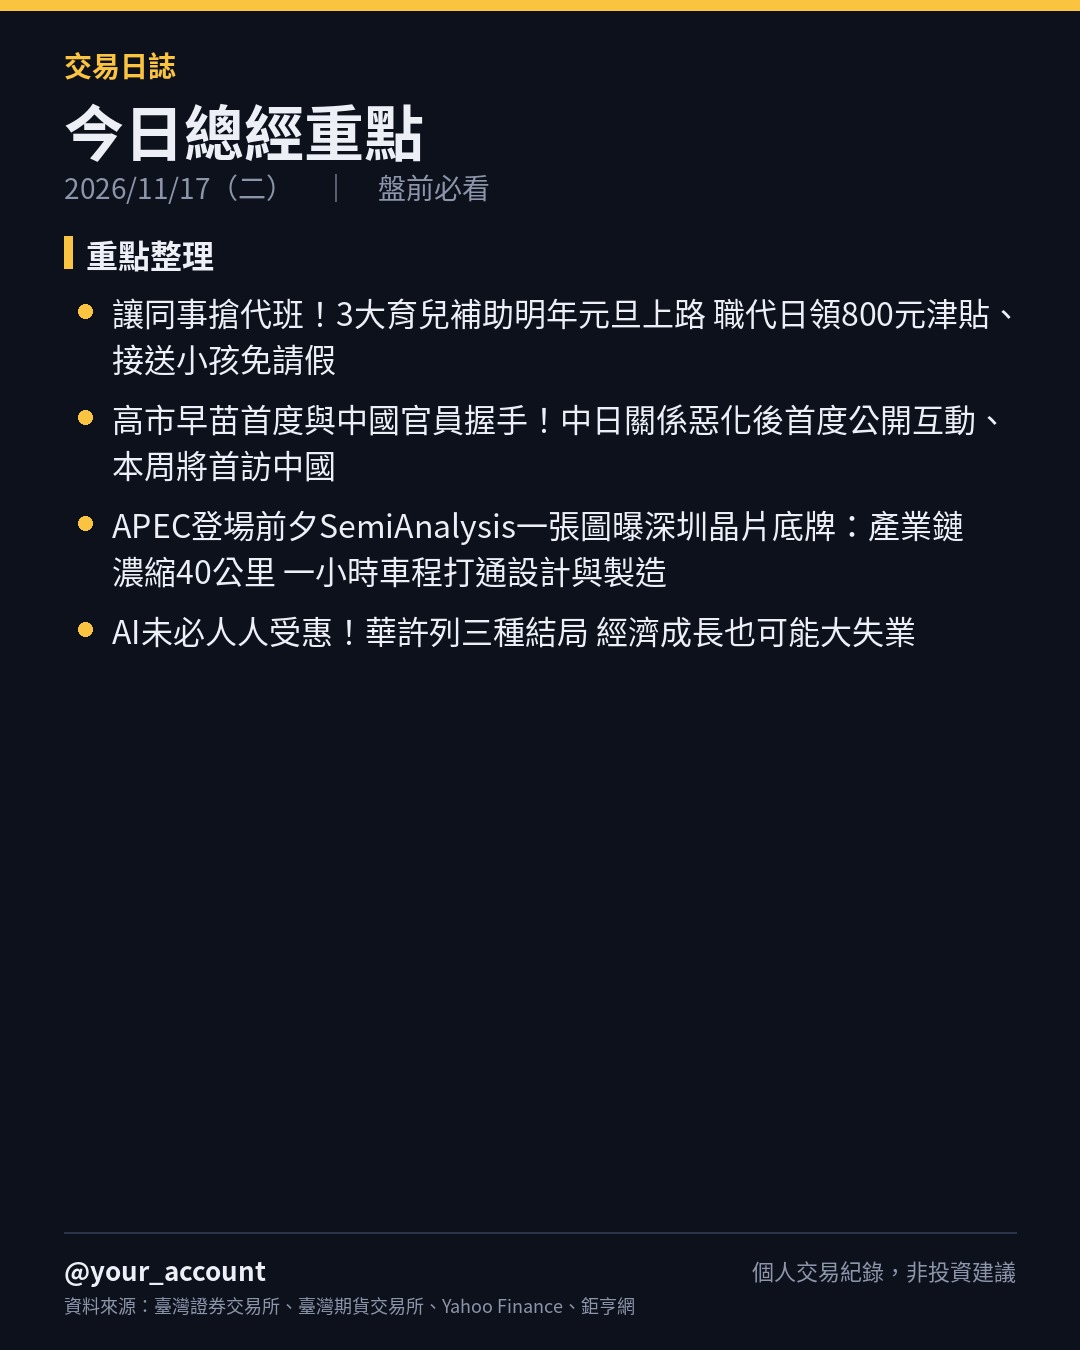 交易日誌
今日總經重點
2026/11/17（二）　｜　盤前必看
重點整理
讓同事搶代班！3大育兒補助明年元旦上路 職代日領800元津貼、
接送小孩免請假
高市早苗首度與中國官員握手！中日關係惡化後首度公開互動、
本周將首訪中國
APEC登場前夕SemiAnalysis一張圖曝深圳晶片底牌：產業鏈
濃縮40公里 一小時車程打通設計與製造
AI未必人人受惠！華許列三種結局 經濟成長也可能大失業
@your_account
個人交易紀錄，非投資建議
資料來源：臺灣證券交易所、臺灣期貨交易所、Yahoo Finance、鉅亨網